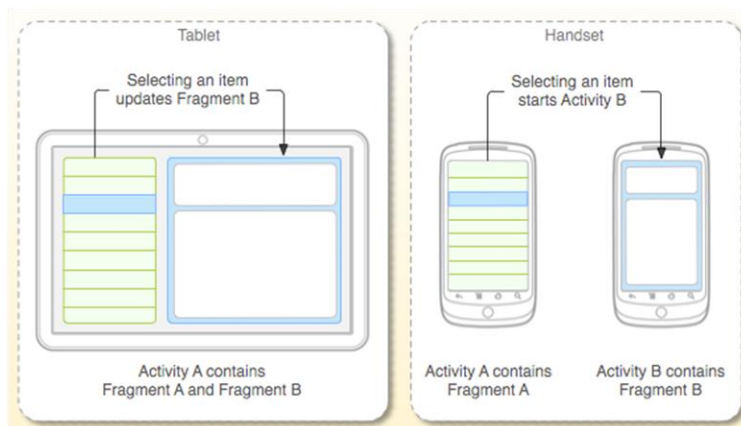 Tablet
Selecting an item
updates Fragment B
Activity A contains
Fragment A and Fragment B
Handset
Selecting an item
starts Activity B
Activity A contains
Fragment A
Activity B contains
Fragment B